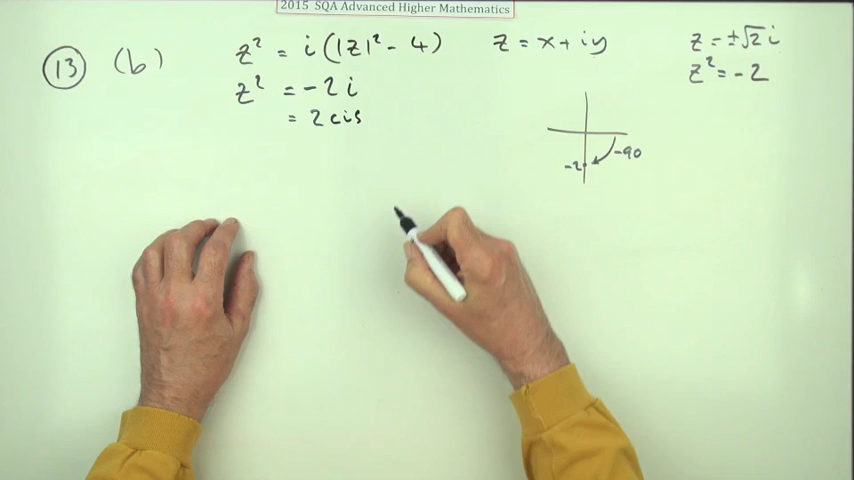 2015 SQA Advanced Higher Mathematics
13 (b) z² = i(|z|² - 4) z = x + iy z = ±√2 i
z² = -2i z² = -2
= 2 cis
-2 -90